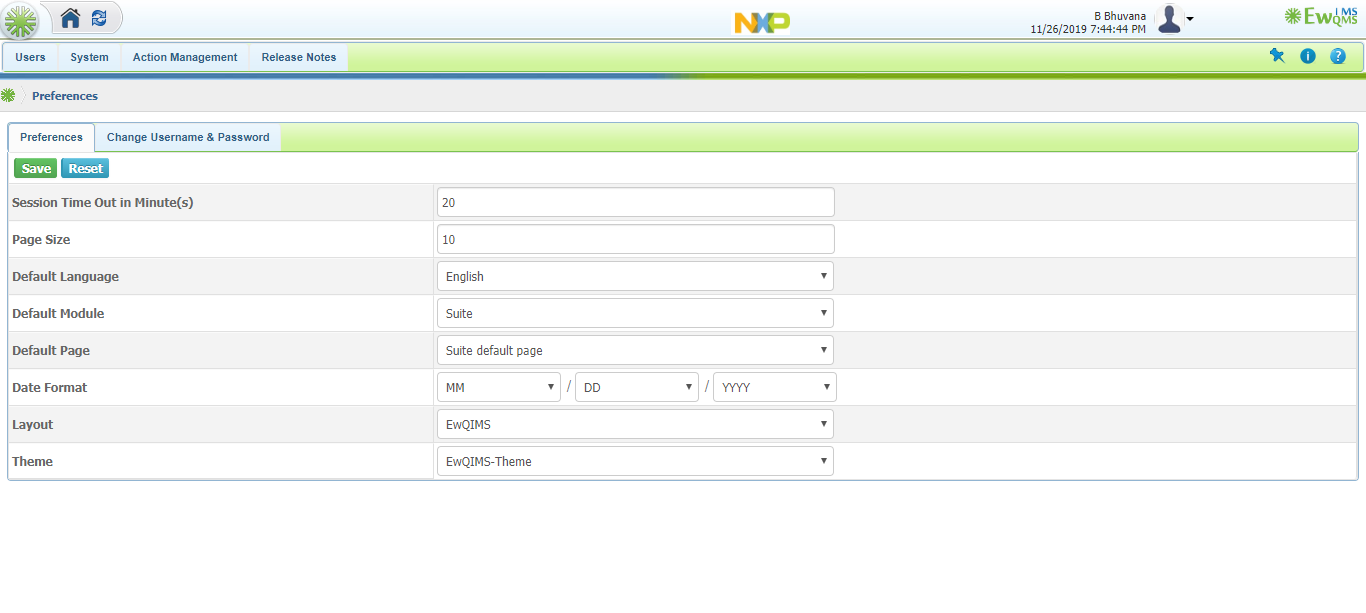 NXP
B Bhuvana
11/26/2019 7:44:44 PM
EwQIMS
Users System Action Management Release Notes
Preferences
Preferences Change Username & Password
Save Reset
Session Time Out in Minute(s) 20
Page Size 10
Default Language English
Default Module Suite
Default Page Suite default page
Date Format MM / DD / YYYY
Layout EwQIMS
Theme EwQIMS-Theme